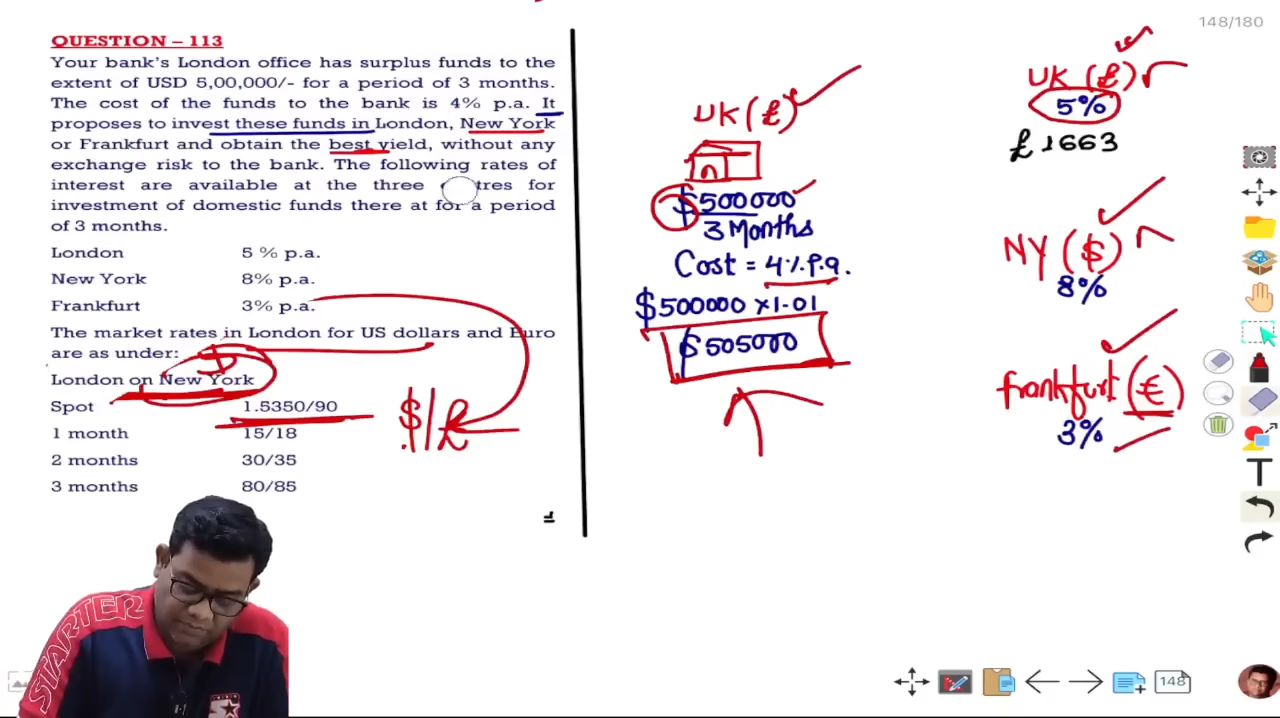 148/180
QUESTION – 113
Your bank's London office has surplus funds to the
extent of USD 5,00,000/- for a period of 3 months.
The cost of the funds to the bank is 4% p.a. It
proposes to invest these funds in London, New York
or Frankfurt and obtain the best yield, without any
exchange risk to the bank. The following rates of
interest are available at the three tres for
investment of domestic funds there at for a period
of 3 months.
London 5 % p.a.
New York 8% p.a.
Frankfurt 3% p.a.
The market rates in London for US dollars and Euro
are as under:
$
London on New York
Spot 1.5350/90
1 month 15/18
2 months 30/35
3 months 80/85
$/£
UK (£)
$500000
3 Months
Cost = 4%.P.a.
$500000 x1.01
$505000
UK (£)
5%
£1663
NY ($)
8%
frankfurt (€)
3%
T
148
STARTER